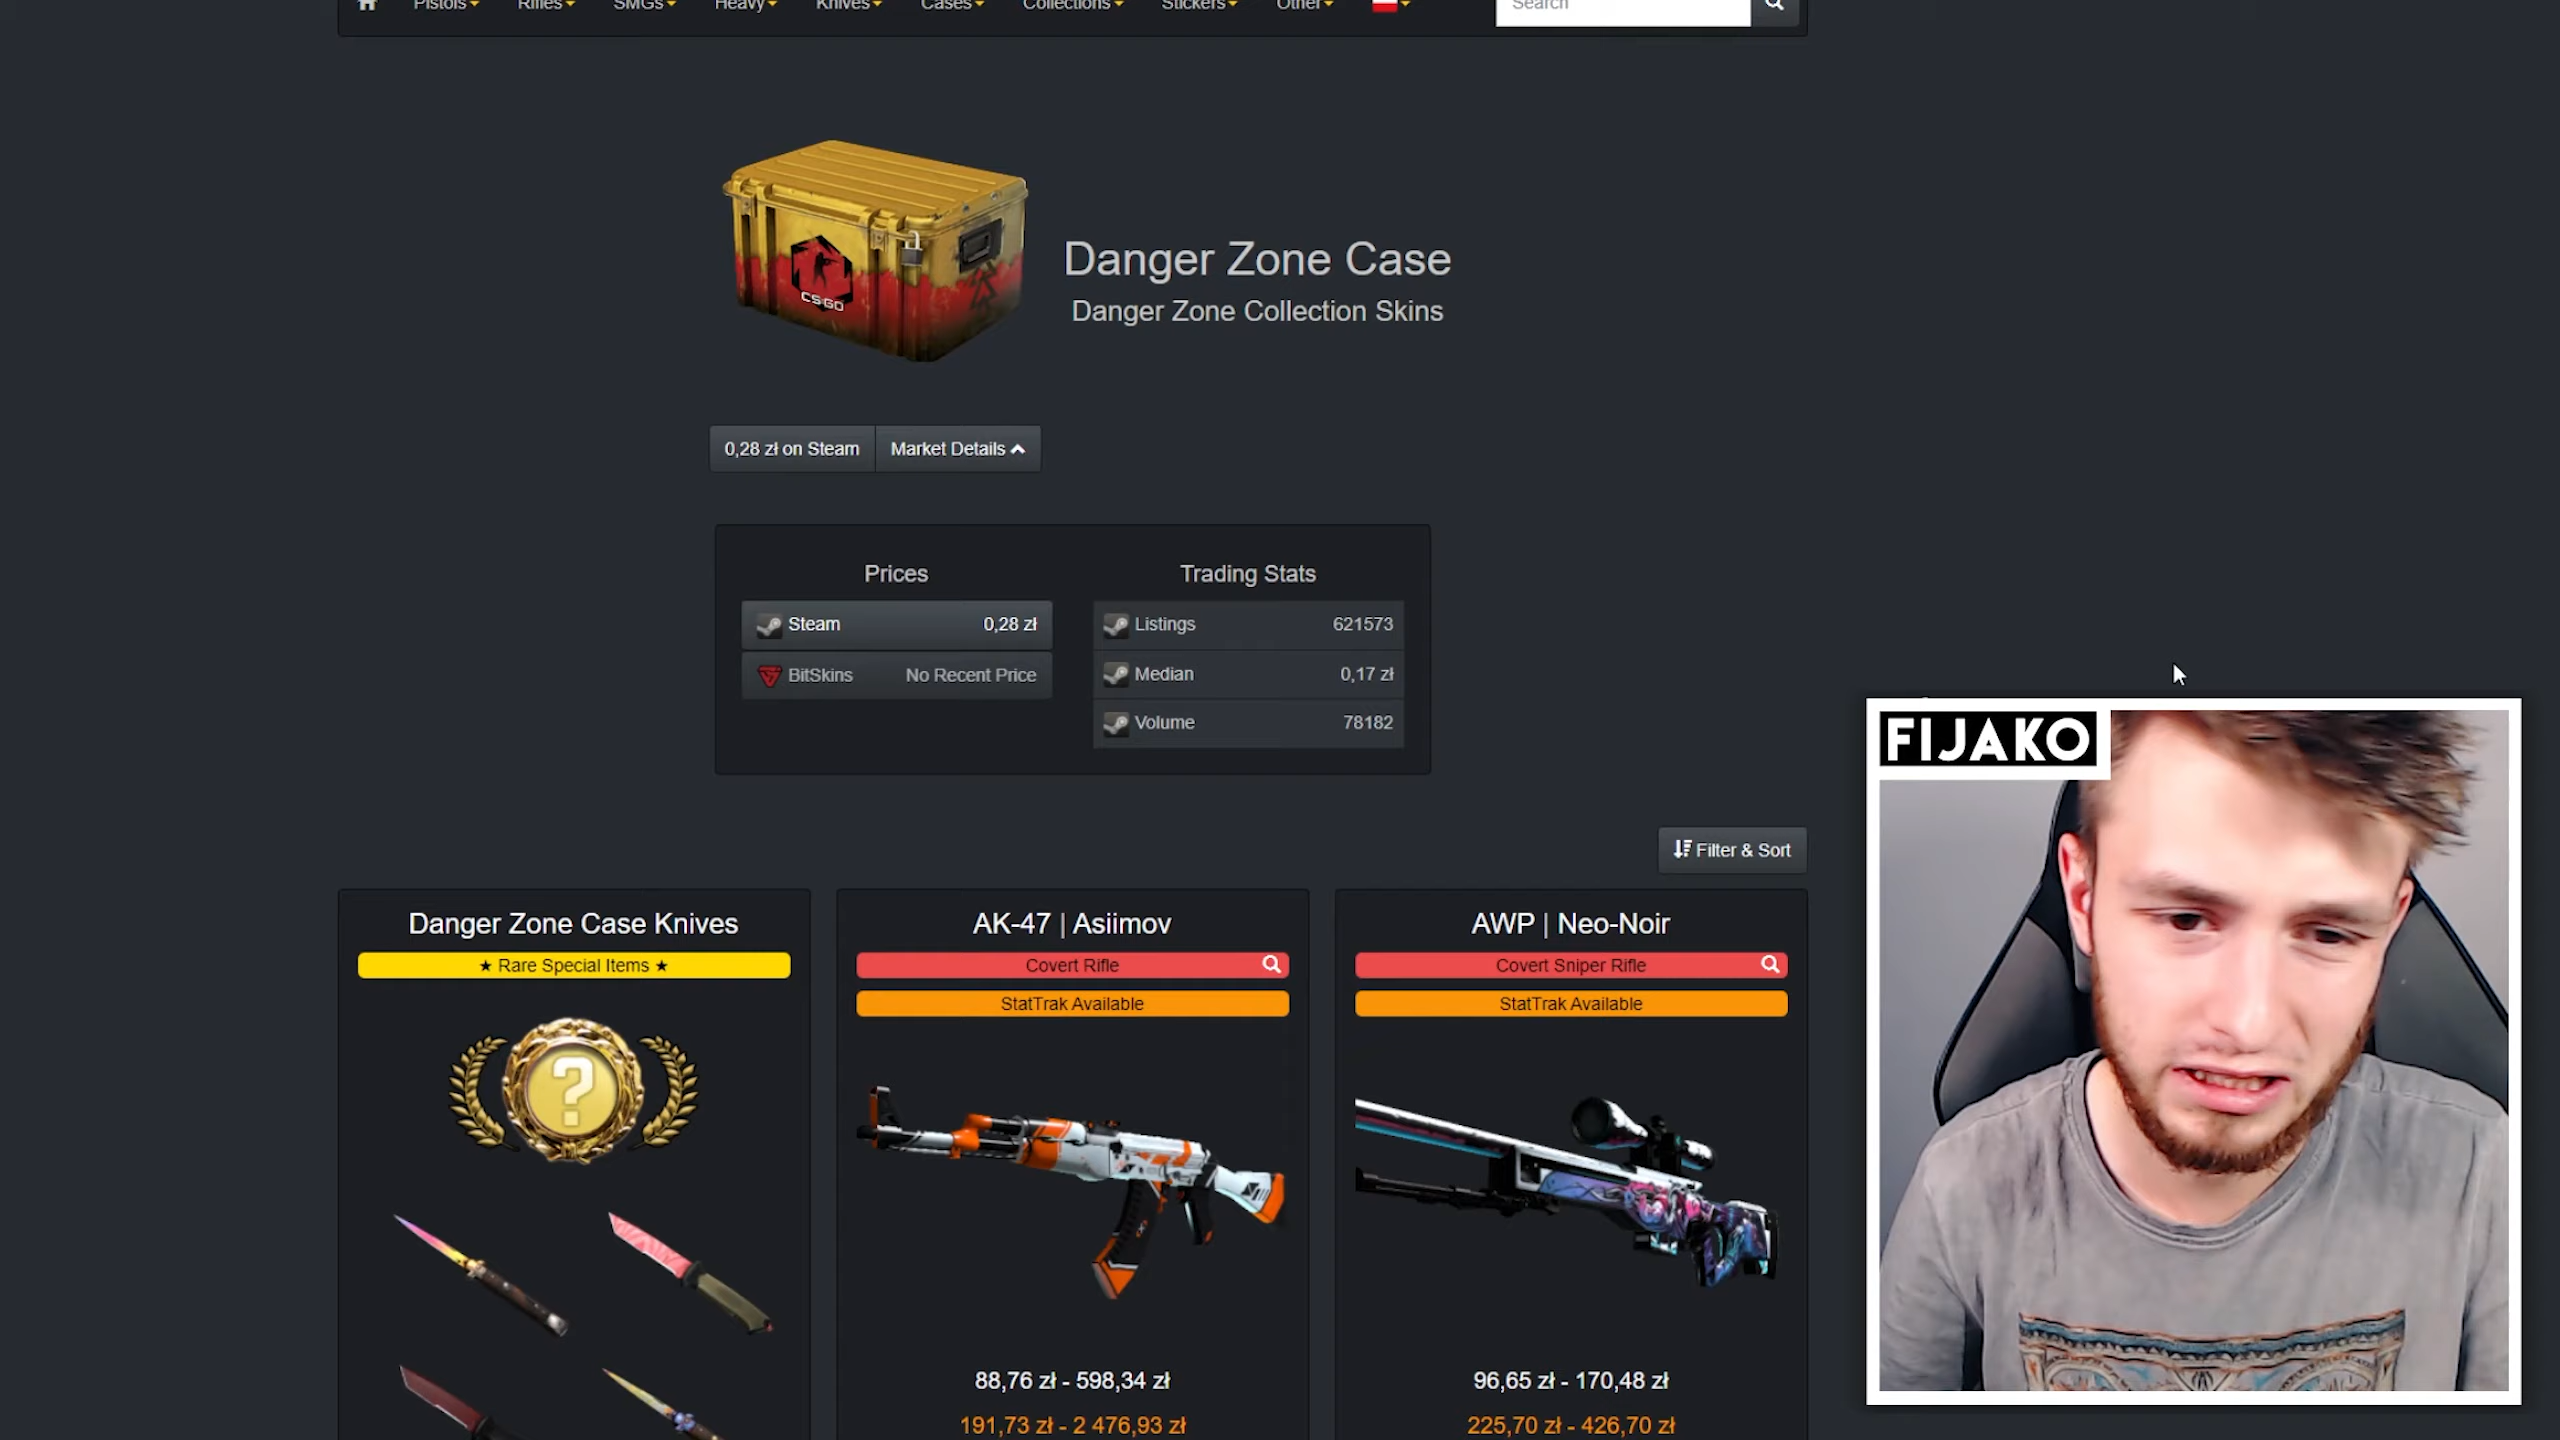 Pistols Rifles SMGs Heavy Knives Cases Collections Stickers Other Search
CS:GO
Danger Zone Case
Danger Zone Collection Skins
0,28 zł on Steam Market Details
Prices Trading Stats
Steam 0,28 zł Listings 621573
BitSkins No Recent Price Median 0,17 zł
Volume 78182
FIJAKO
Filter & Sort
Danger Zone Case Knives AK-47 | Asiimov AWP | Neo-Noir
★ Rare Special Items ★ Covert Rifle Covert Sniper Rifle
StatTrak Available StatTrak Available
?
88,76 zł - 598,34 zł 96,65 zł - 170,48 zł
191,73 zł - 2 476,93 zł 225,70 zł - 426,70 zł